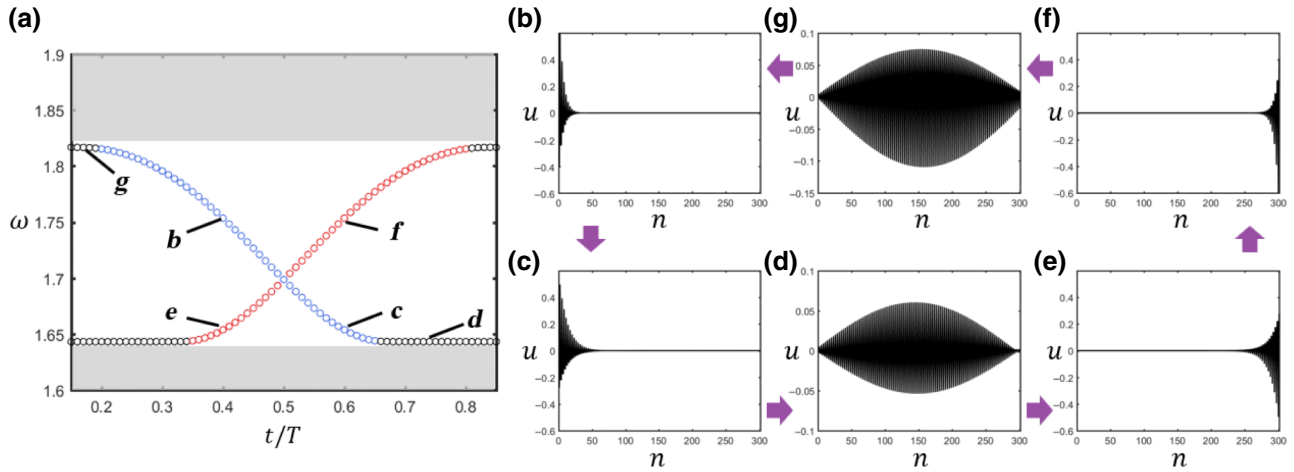 (a)
1.9
1.85
1.8
1.75
1.7
1.65
1.6
ω
g
b
f
e
c
d
0.2 0.3 0.4 0.5 0.6 0.7 0.8
t/T
(b)
u
0.4
0.2
0
−0.2
−0.4
−0.6
0 50 100 150 200 250 300
n
(g)
u
0.1
0.05
0
-0.05
-0.1
-0.15
0 50 100 150 200 250 300
n
(f)
u
0.4
0.2
0
−0.2
−0.4
−0.6
0 50 100 150 200 250 300
n
(c)
u
0.4
0.2
0
−0.2
−0.4
−0.6
0 50 100 150 200 250 300
n
(d)
u
0.1
0.05
0
-0.05
-0.1
0 50 100 150 200 250 300
n
(e)
u
0.4
0.2
0
−0.2
−0.4
−0.6
0 50 100 150 200 250 300
n